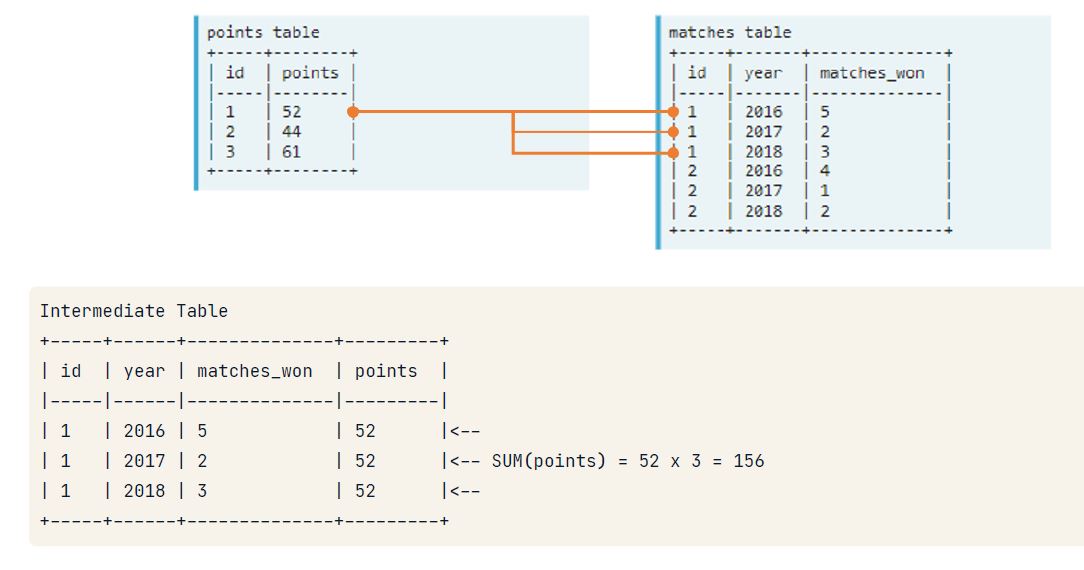 points table
+-----+--------+
| id  | points |
|-----|--------|
| 1   | 52     |
| 2   | 44     |
| 3   | 61     |
+-----+--------+
matches table
+-----+-------+--------------+
| id  | year  | matches_won  |
|-----|-------|--------------|
| 1   | 2016  | 5            |
| 1   | 2017  | 2            |
| 1   | 2018  | 3            |
| 2   | 2016  | 4            |
| 2   | 2017  | 1            |
| 2   | 2018  | 2            |
+-----+-------+--------------+
Intermediate Table
+-----+------+--------------+---------+
| id  | year | matches_won  | points  |
|-----|------|--------------|---------|
| 1   | 2016 | 5            | 52      |<--
| 1   | 2017 | 2            | 52      |<-- SUM(points) = 52 x 3 = 156
| 1   | 2018 | 3            | 52      |<--
+-----+------+--------------+---------+